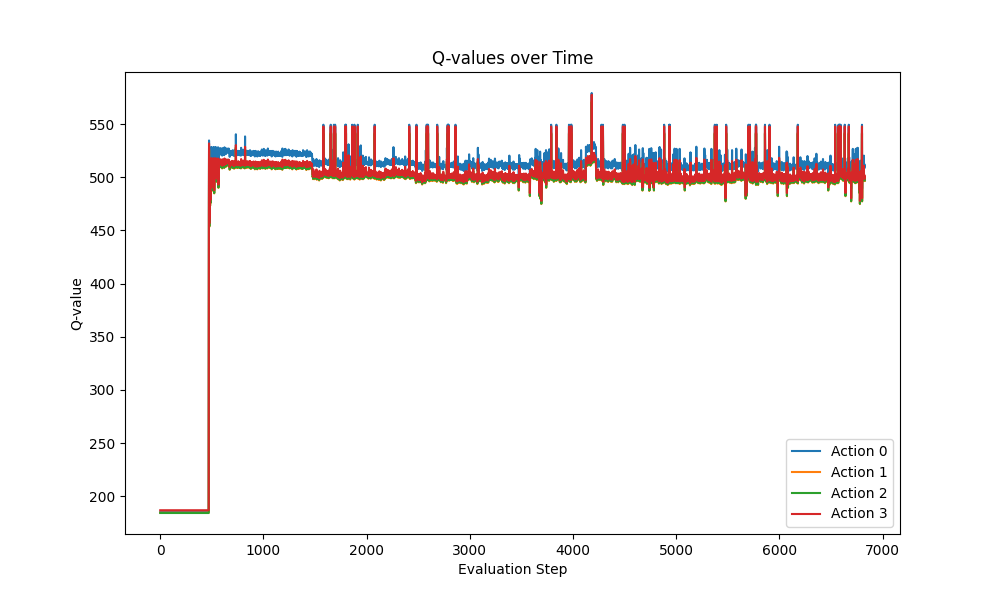 Q-values over Time
Q-value
550
500
450
400
350
300
250
200
0 1000 2000 3000 4000 5000 6000 7000
Evaluation Step
Action 0
Action 1
Action 2
Action 3